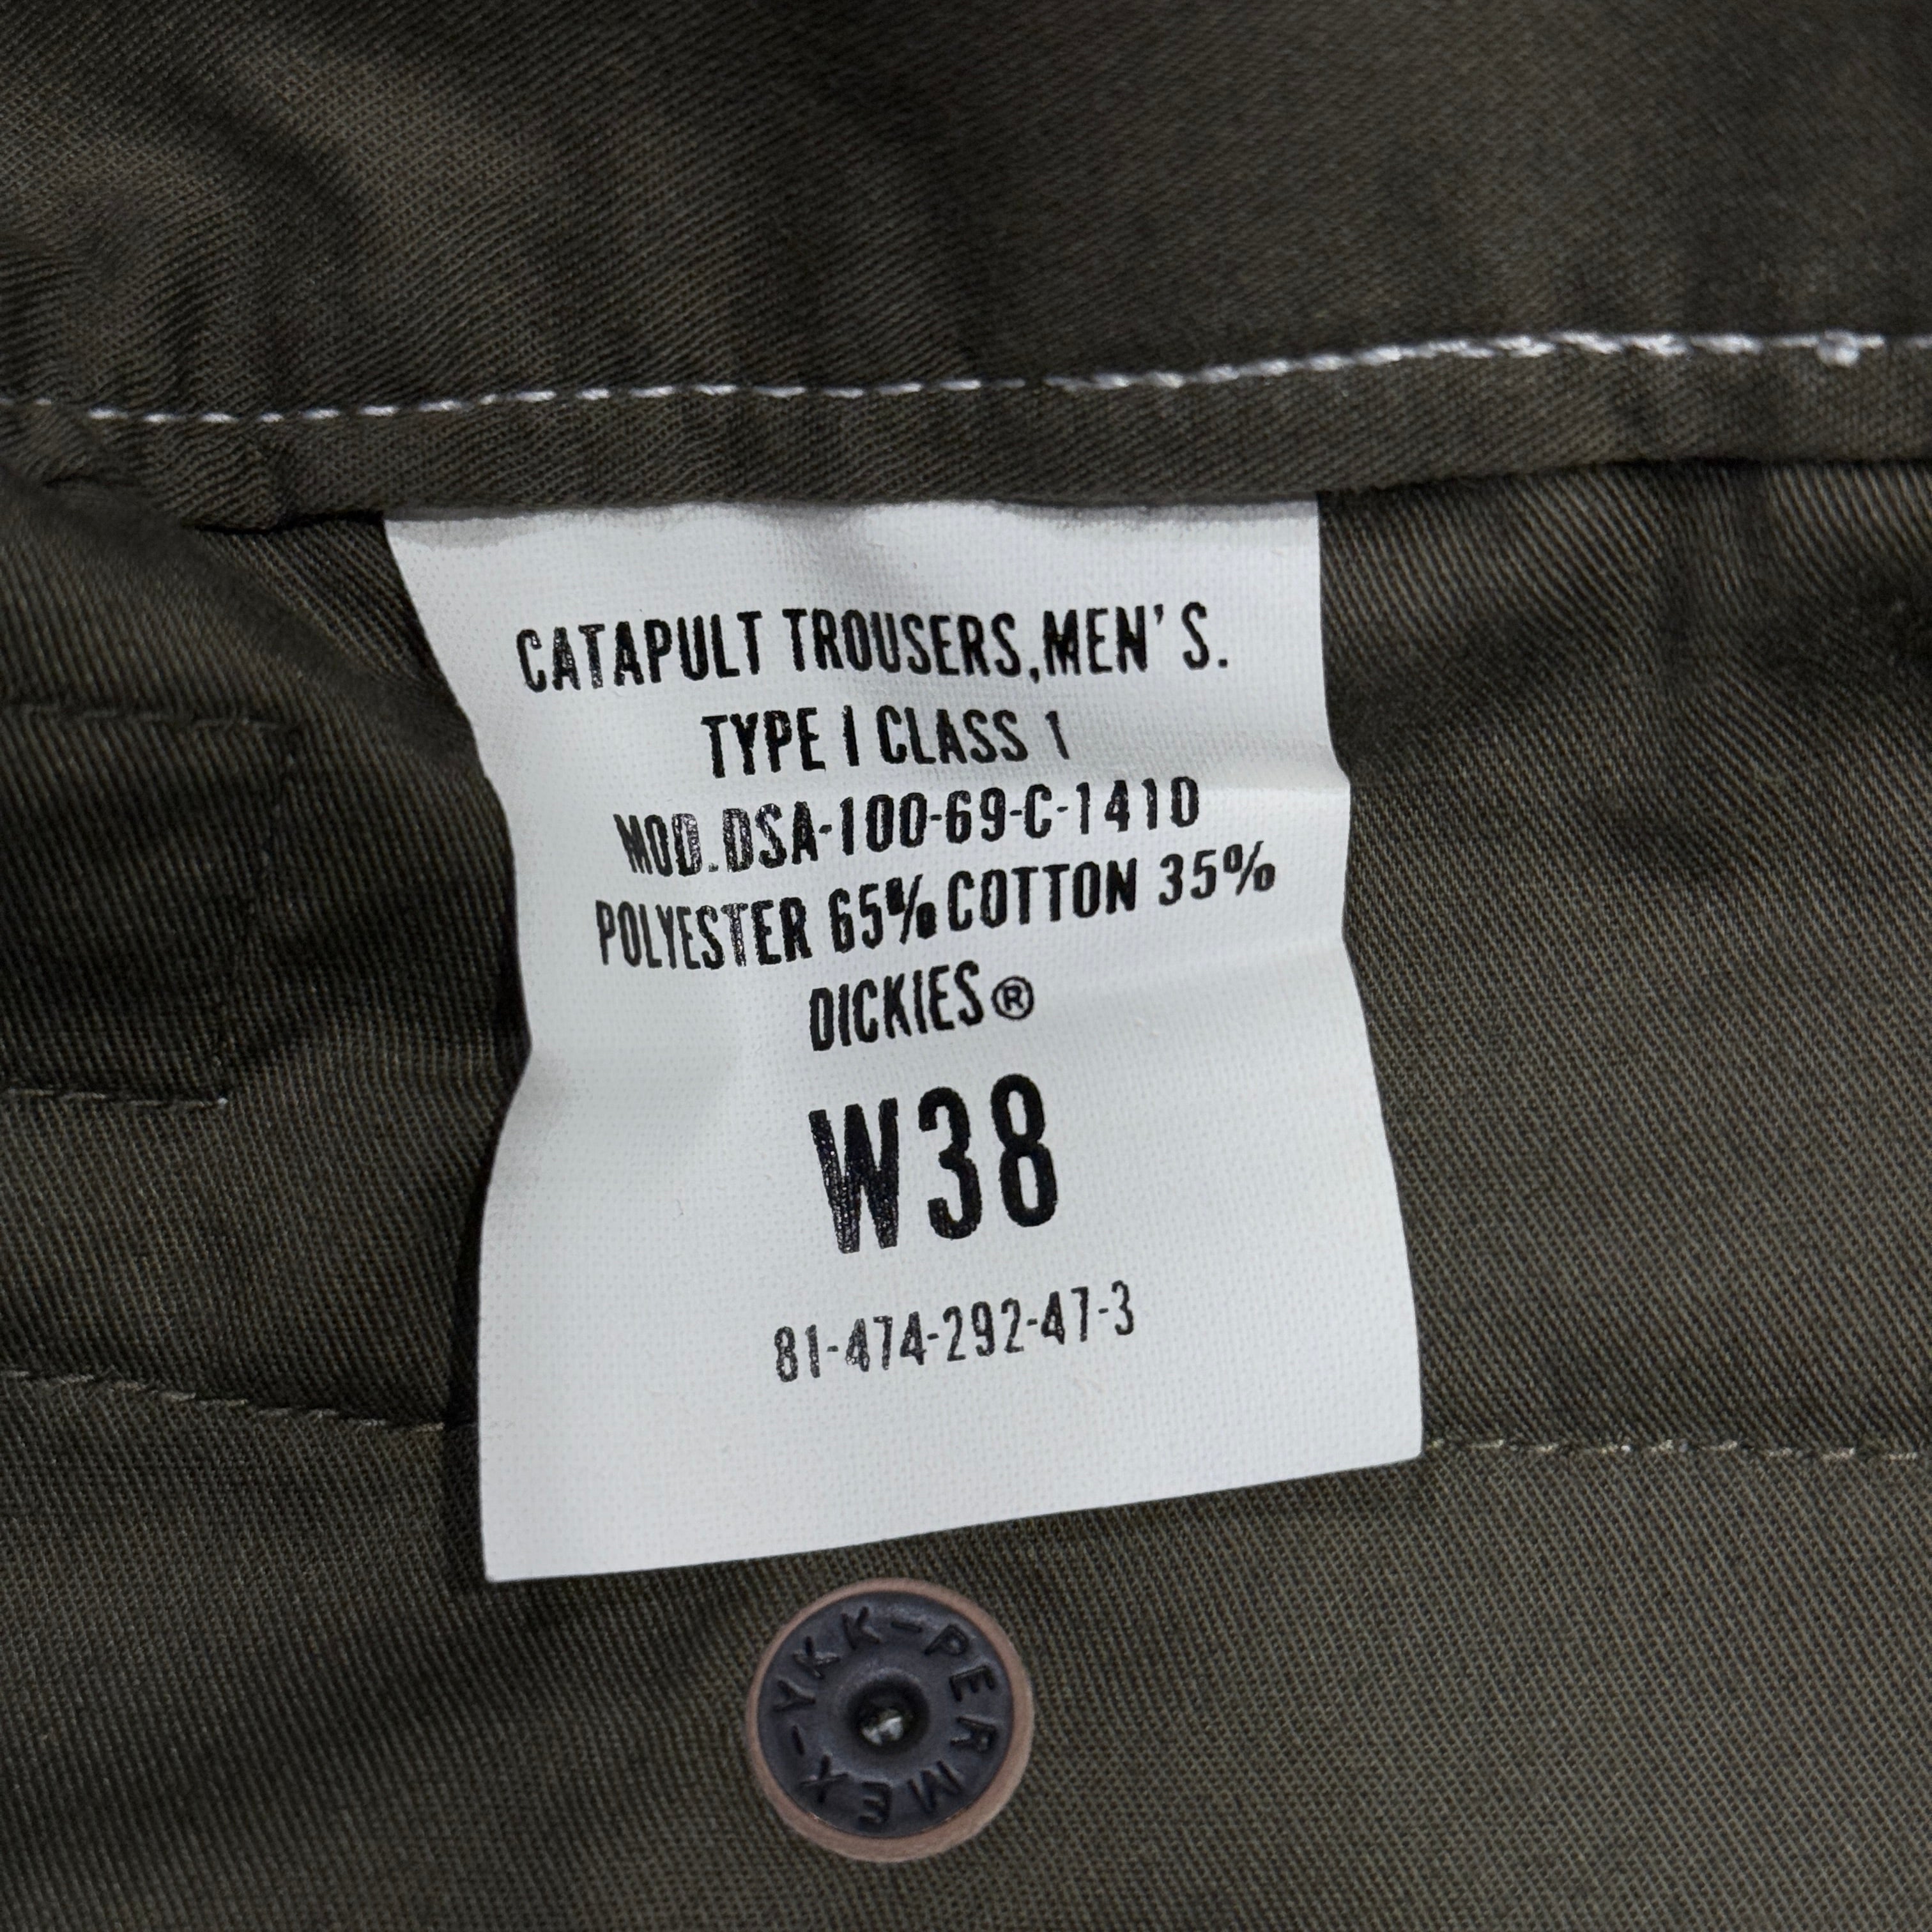 CATAPULT TROUSERS,MEN'S.
TYPE I CLASS 1
MOD.DSA-100-69-C-1410
POLYESTER 65% COTTON 35%
DICKIES®
W38
81-474-292-47-3
YKK-PERMEX-